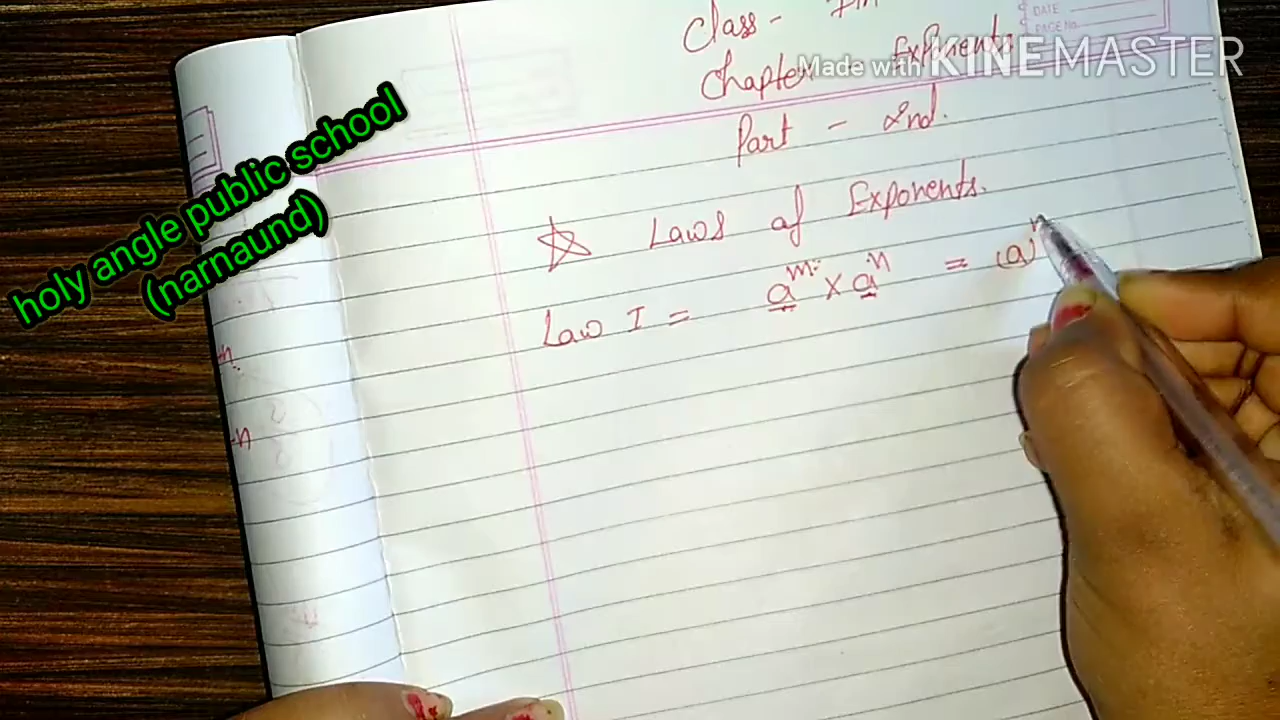 DATE
PAGE No.
Class -
Chapter - Exponents
Made with KINEMASTER
Part - 2nd.
holy angle public school
(narnaund)
☆ Laws of Exponents.
Law I = a^m × a^n = (a)
-n